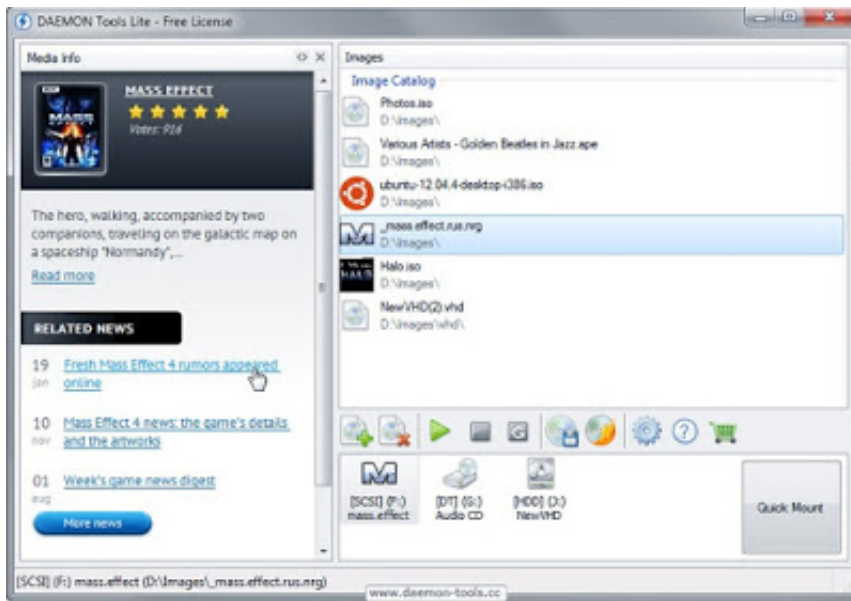 DAEMON Tools Lite - Free License
Media Info
MASS EFFECT
Votes: 916
The hero, walking, accompanied by two
companions, traveling on the galactic map on
a spaceship "Normandy",...
Read more
RELATED NEWS
19 jan
Fresh Mass Effect 4 rumors appeared
online
10 nov
Mass Effect 4 news: the game's details
and the artworks
01 aug
Week's game news digest
More news
Images
Image Catalog
Photos.iso
D:\Images\
Various Artists - Golden Beatles in Jazz.ape
D:\Images\
ubuntu-12.04.4-desktop-i386.iso
D:\Images\
_mass.effect.rus.nrg
D:\Images\
Halo.iso
D:\Images\
NewVHD(2).vhd
D:\Images\vhd\
[SCSI] (F:)
mass.effect
[DT] (G:)
Audio CD
[HDD] (J:)
NewVHD
Quick Mount
[SCSI] (F:) mass.effect (D:\Images\_mass.effect.rus.nrg)
www.daemon-tools.cc